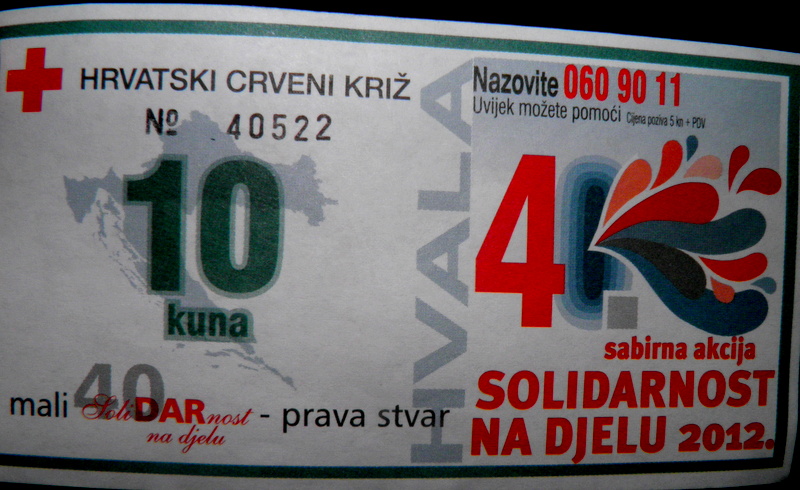 HRVATSKI CRVENI KRIŽ
Nº 40522
10
kuna
mali 40 SoliDARnost na djelu - prava stvar
HVALA
Nazovite 060 90 11
Uvijek možete pomoći Cijena poziva 5 kn + PDV
40.
sabirna akcija
SOLIDARNOST
NA DJELU 2012.